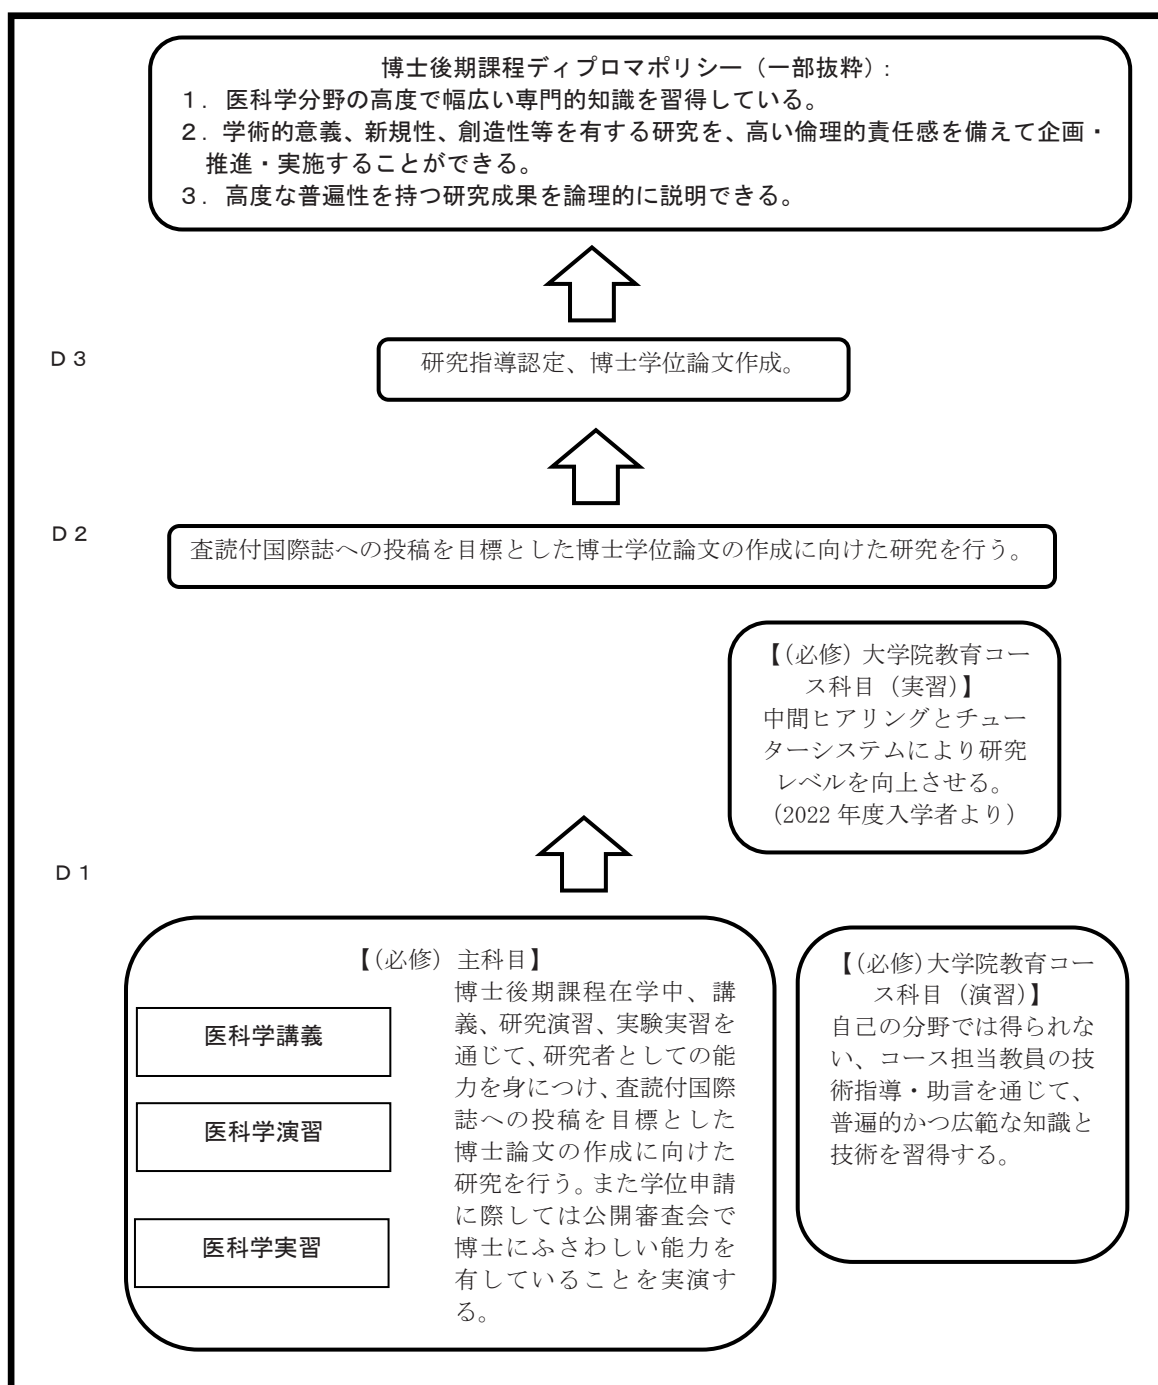 博士後期課程ディプロマポリシー（一部抜粋）:
１．医科学分野の高度で幅広い専門的知識を習得している。
２．学術的意義、新規性、創造性等を有する研究を、高い倫理的責任感を備えて企画・
推進・実施することができる。
３．高度な普遍性を持つ研究成果を論理的に説明できる。
Ｄ３
研究指導認定、博士学位論文作成。
Ｄ２
査読付国際誌への投稿を目標とした博士学位論文の作成に向けた研究を行う。
【(必修）大学院教育コー
ス科目（実習)】
中間ヒアリングとチュー
ターシステムにより研究
レベルを向上させる。
（2022 年度入学者より）
Ｄ１
【(必修）主科目】
博士後期課程在学中、講
義、研究演習、実験実習を
通じて、研究者としての能
力を身につけ、査読付国際
誌への投稿を目標とした
博士論文の作成に向けた
研究を行う。また学位申請
に際しては公開審査会で
博士にふさわしい能力を
有していることを実演す
る。
医科学講義
医科学演習
医科学実習
【(必修)大学院教育コー
ス科目（演習)】
自己の分野では得られな
い、コース担当教員の技
術指導・助言を通じて、
普遍的かつ広範な知識と
技術を習得する。